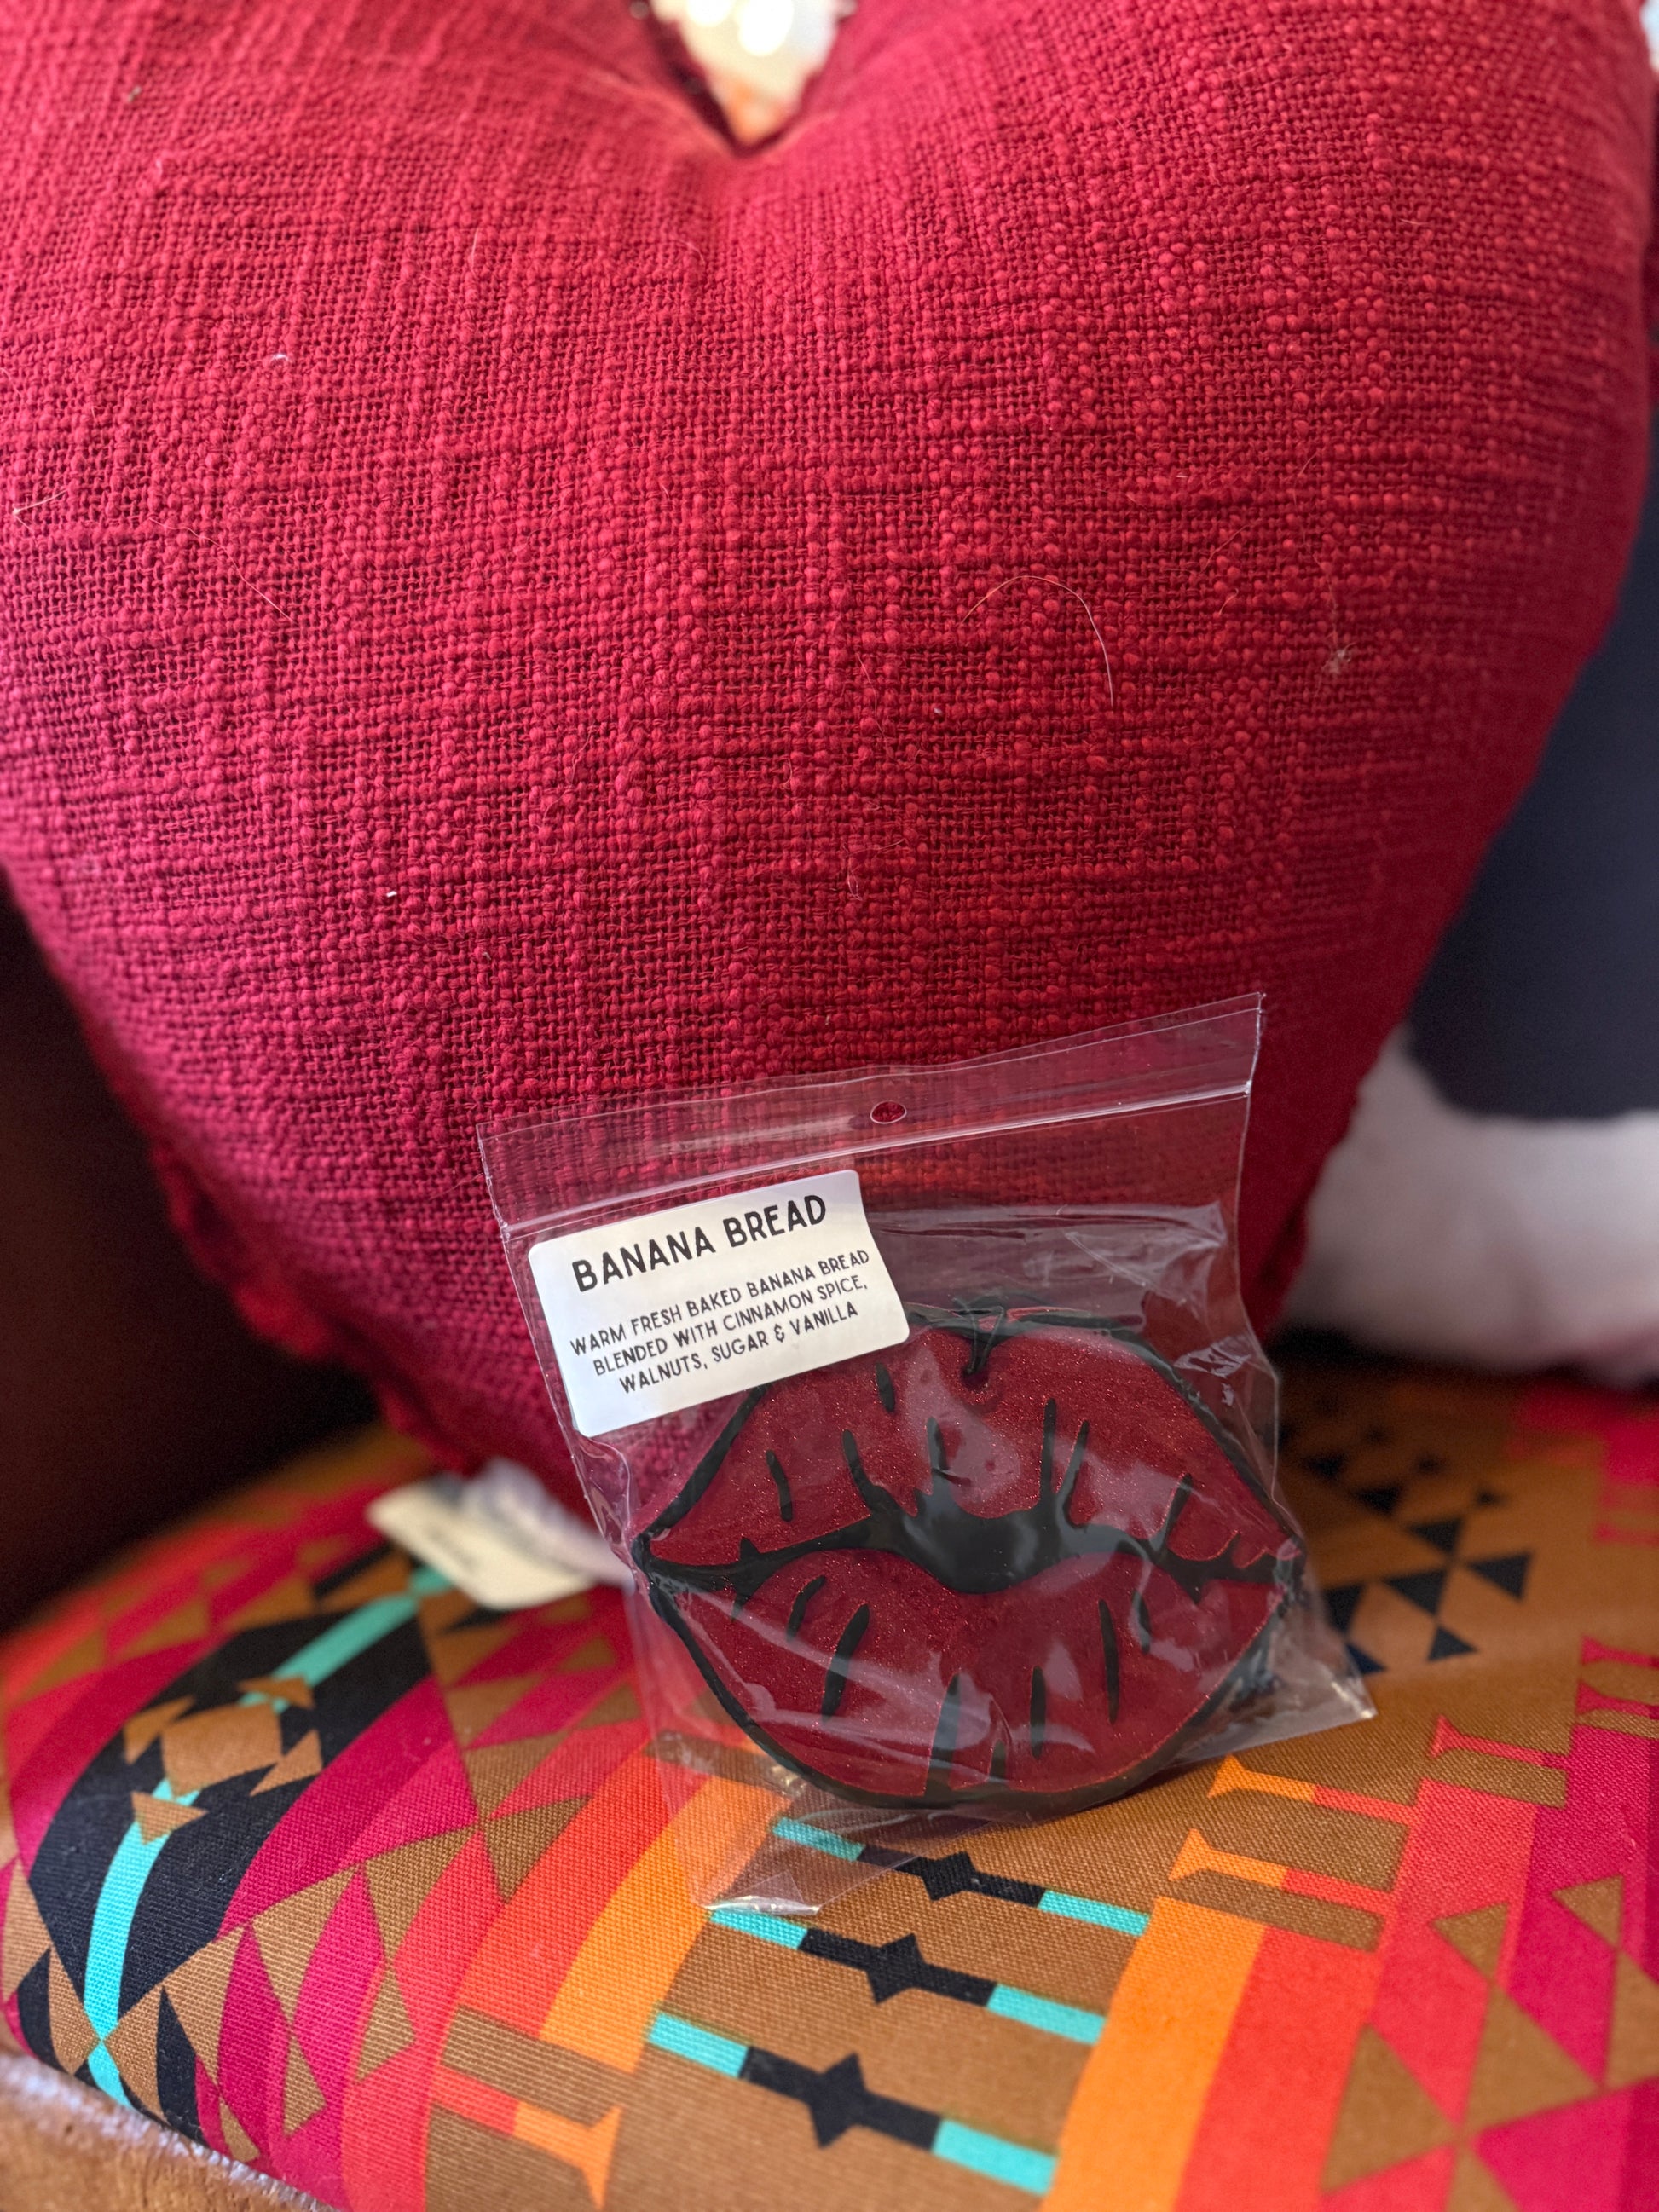 BANANA BREAD
WARM FRESH BAKED BANANA BREAD
BLENDED WITH CINNAMON SPICE,
WALNUTS, SUGAR & VANILLA